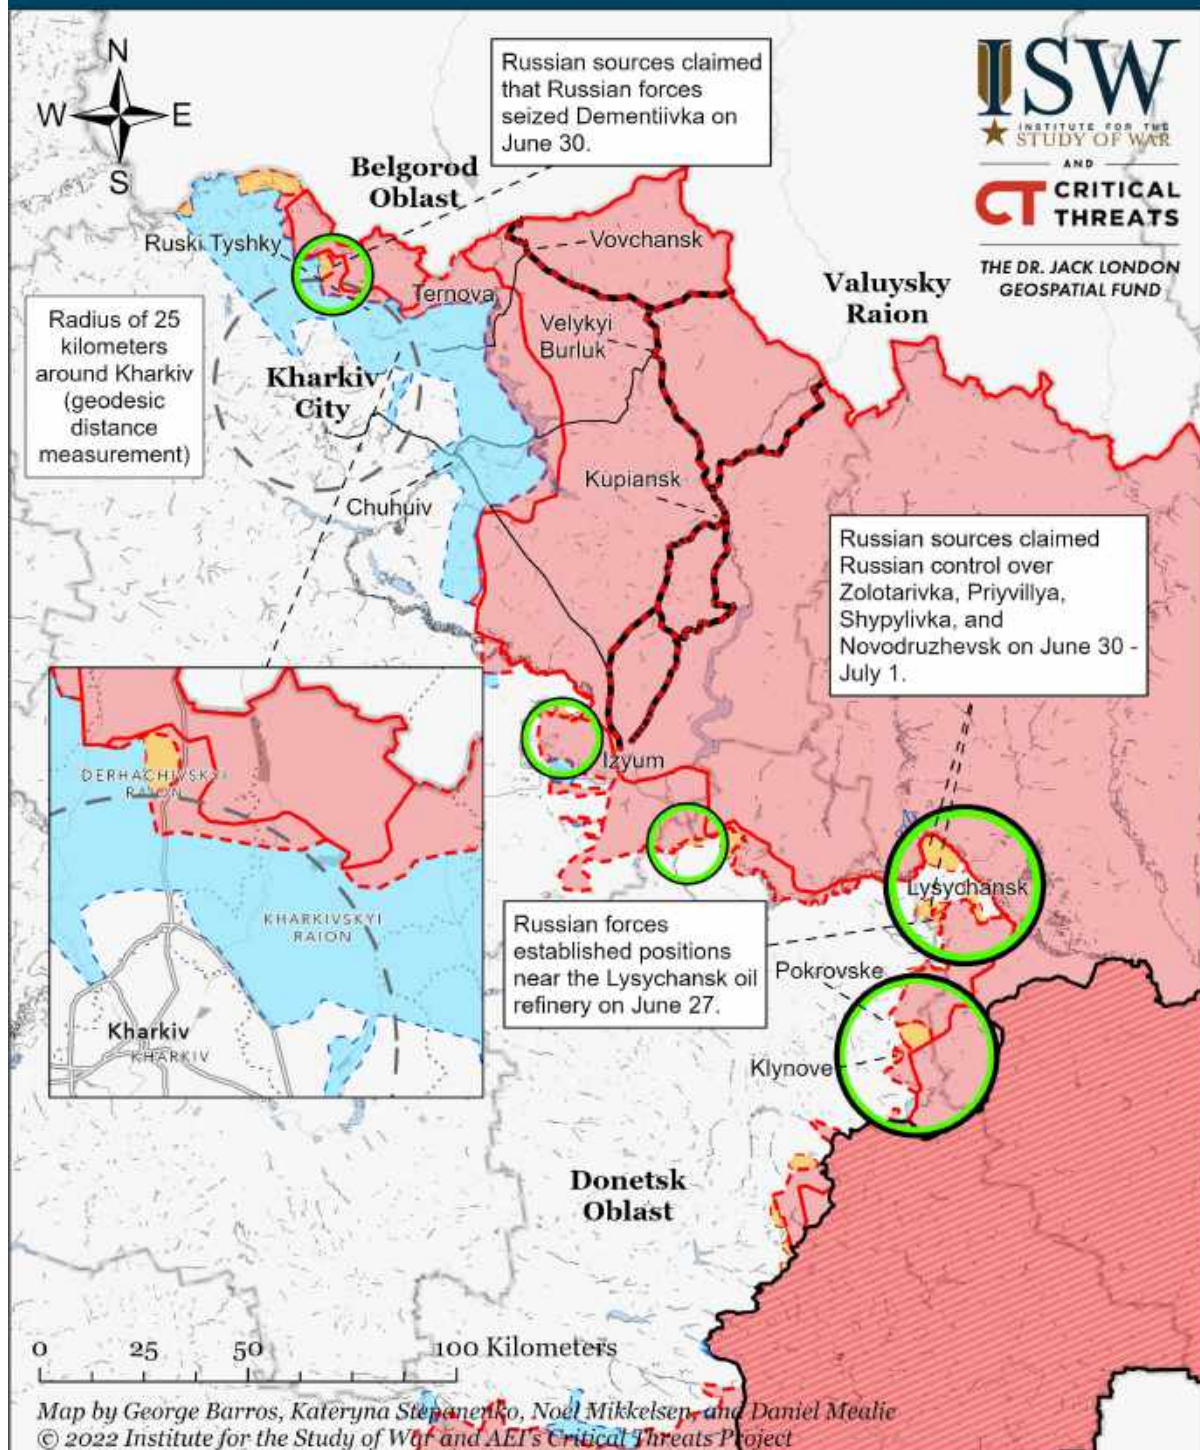 N
W
E
S
Russian sources claimed
that Russian forces
seized Dementiivka on
June 30.
ISW
INSTITUTE FOR THE
STUDY OF WAR
AND
CT CRITICAL
THREATS
THE DR. JACK LONDON
GEOSPATIAL FUND
Belgorod
Oblast
Ruski Tyshky
Vovchansk
Ternova
Valuysky
Raion
Radius of 25
kilometers
around Kharkiv
(geodesic
distance
measurement)
Velykyi
Burluk
Kharkiv
City
Kupiansk
Chuhuiv
Russian sources claimed
Russian control over
Zolotarivka, Priyvillya,
Shypylivka, and
Novodruzhevsk on June 30 -
July 1.
Izyum
DERHACHIVSKYI
RAION
KHARKIVSKYI
RAION
Kharkiv
KHARKIV
Lysychansk
Russian forces
established positions
near the Lysychansk oil
refinery on June 27.
Pokrovske
Klynove
Donetsk
Oblast
0 25 50 100 Kilometers
Map by George Barros, Kateryna Stepanenko, Noel Mikkelsen, and Daniel Mealie
© 2022 Institute for the Study of War and AEI's Critical Threats Project